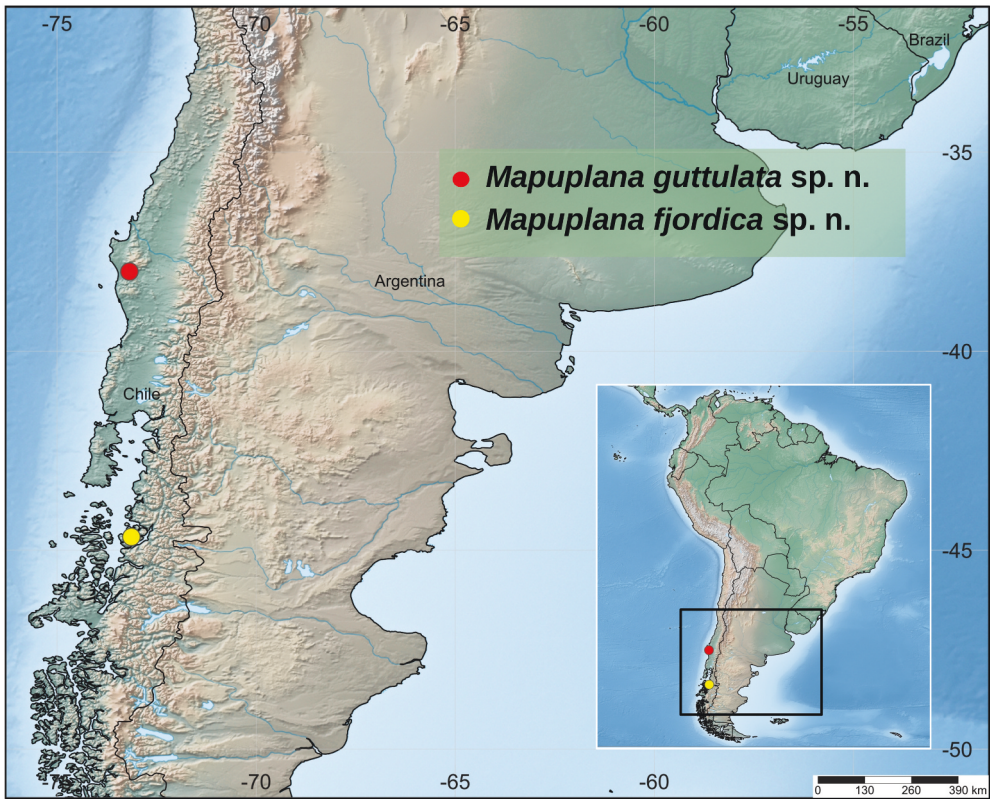 -75 -70 -65 -60 -55
Brazil
Uruguay
-35
Mapuplana guttulata sp. n.
Mapuplana fjordica sp. n.
Argentina
-40
Chile
-45
-50
-75 -70 -65 -60
0 130 260 390 km